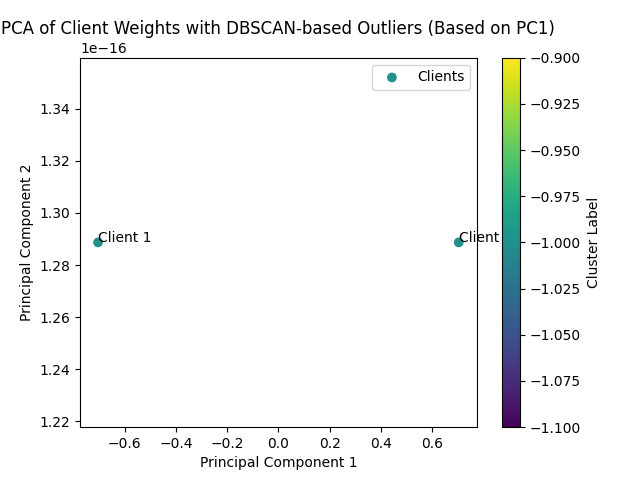 PCA of Client Weights with DBSCAN-based Outliers (Based on PC1)
1e−16
Clients
1.34
1.32
1.30
1.28
1.26
1.24
1.22
Principal Component 2
Client 1
Client
−0.6
−0.4
−0.2
0.0
0.2
0.4
0.6
Principal Component 1
−0.900
−0.925
−0.950
−0.975
−1.000
−1.025
−1.050
−1.075
−1.100
Cluster Label